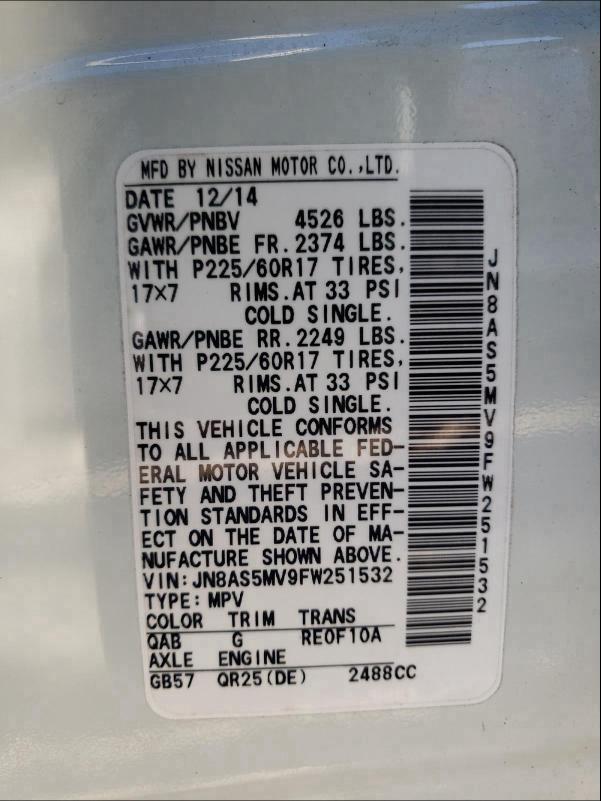 MFD BY NISSAN MOTOR CO.,LTD.
DATE 12/14
GVWR/PNBV 4526 LBS.
GAWR/PNBE FR. 2374 LBS.
WITH P225/60R17 TIRES,
17×7 RIMS.AT 33 PSI
COLD SINGLE.
GAWR/PNBE RR. 2249 LBS.
WITH P225/60R17 TIRES,
17×7 RIMS.AT 33 PSI
COLD SINGLE.
THIS VEHICLE CONFORMS
TO ALL APPLICABLE FED-
ERAL MOTOR VEHICLE SA-
FETY AND THEFT PREVEN-
TION STANDARDS IN EFF-
ECT ON THE DATE OF MA-
NUFACTURE SHOWN ABOVE.
VIN: JN8AS5MV9FW251532
TYPE: MPV
COLOR TRIM TRANS
QAB G RE0F10A
AXLE ENGINE
GB57 QR25(DE) 2488CC
JN8AS5MV9FW251532